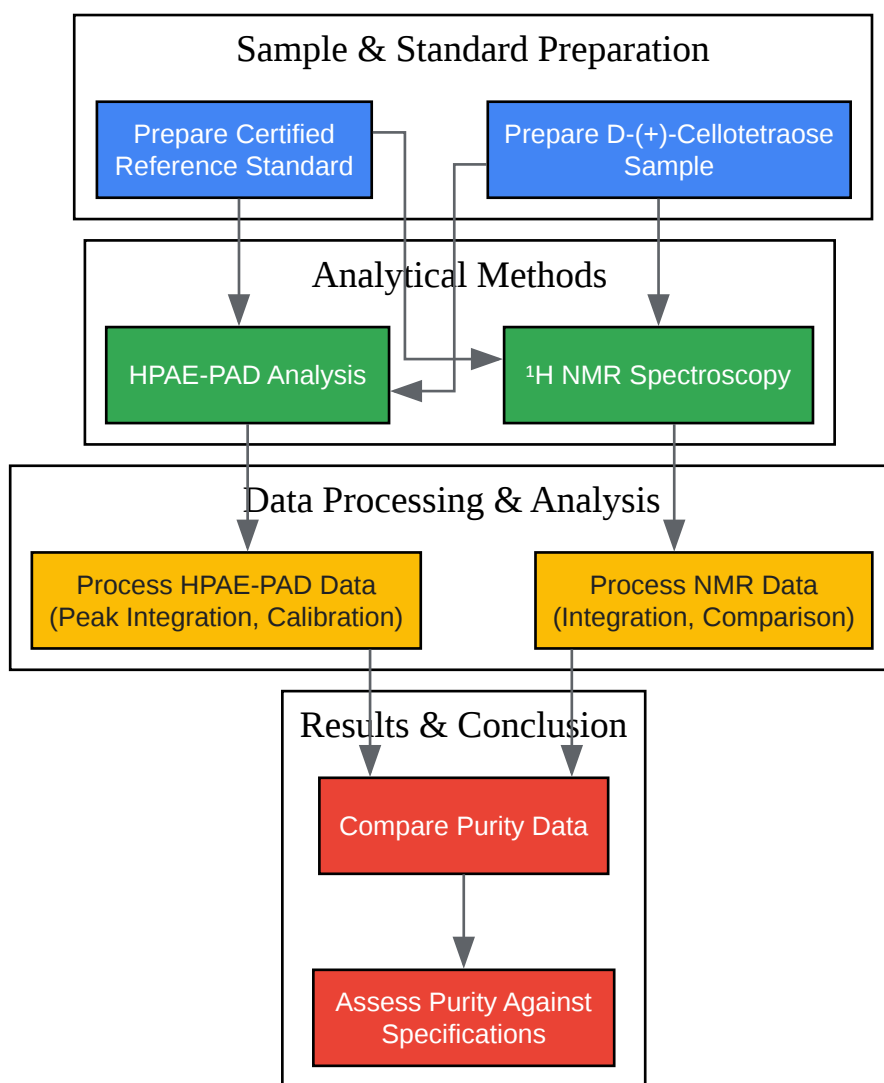 Sample & Standard Preparation
Prepare Certified
Reference Standard
Prepare D-(+)-Cellotetraose
Sample
Analytical Methods
HPAE-PAD Analysis
¹H NMR Spectroscopy
Data Processing & Analysis
Process HPAE-PAD Data
(Peak Integration, Calibration)
Process NMR Data
(Integration, Comparison)
Results & Conclusion
Compare Purity Data
Assess Purity Against
Specifications